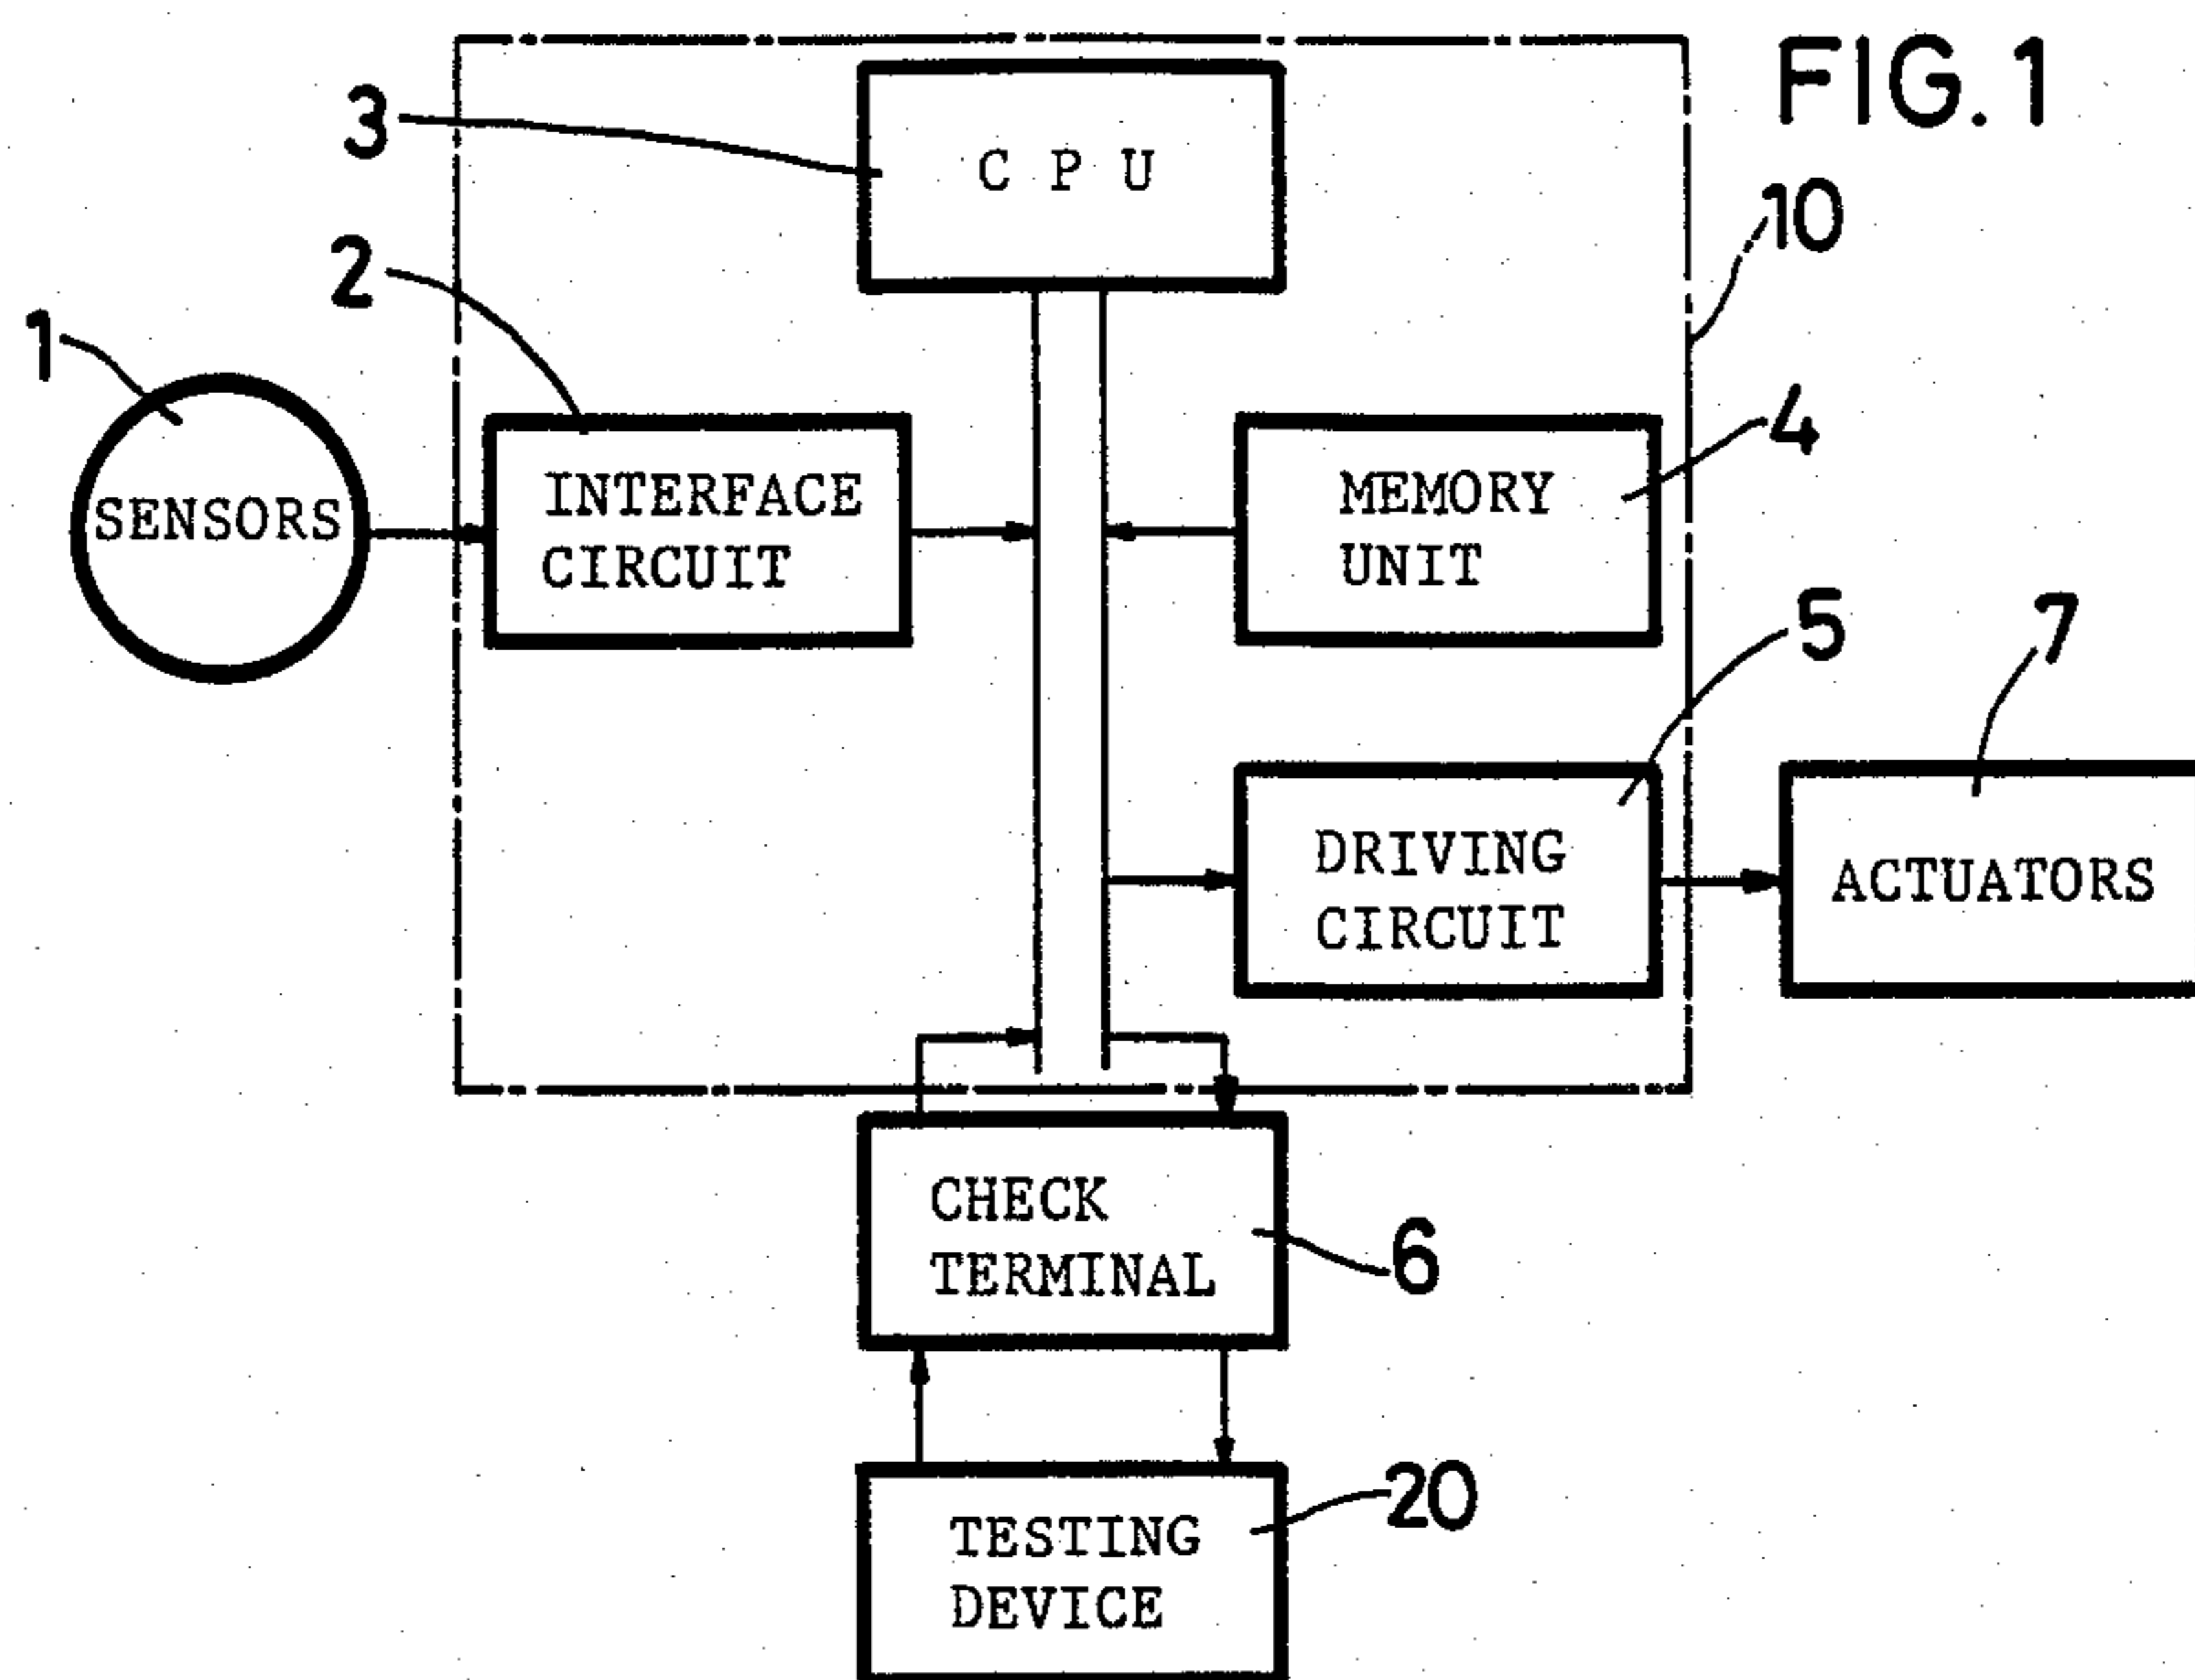 FIG. 1
3
C P U
10
2
1
4
SENSORS
INTERFACE
CIRCUIT
MEMORY
UNIT
5
7
DRIVING
CIRCUIT
ACTUATORS
CHECK
TERMINAL
6
20
TESTING
DEVICE